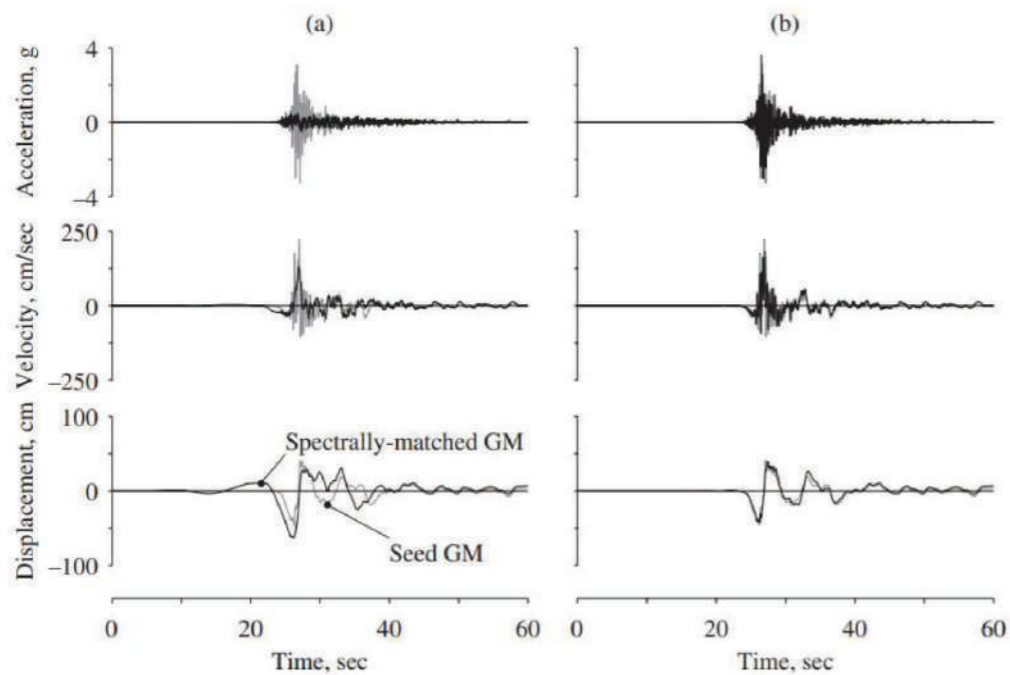 (a) (b)
Acceleration, g
4
0
–4
Velocity, cm/sec
250
0
–250
Displacement, cm
100
0
–100
Spectrally-matched GM
Seed GM
0 20 40 60 0 20 40 60
Time, sec Time, sec